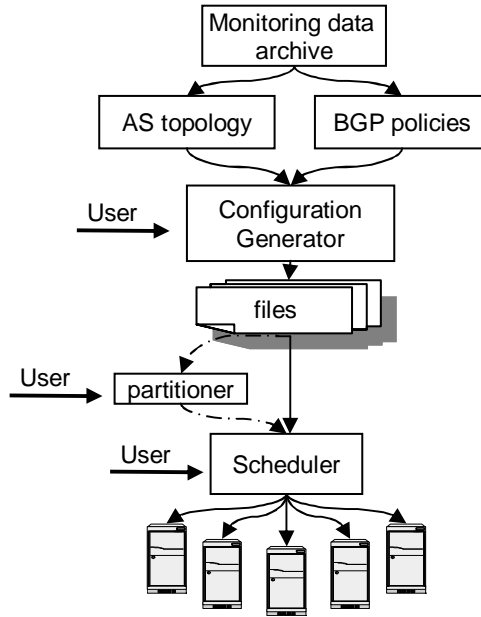 Monitoring data
archive
AS topology
BGP policies
User
Configuration
Generator
files
User
partitioner
User
Scheduler